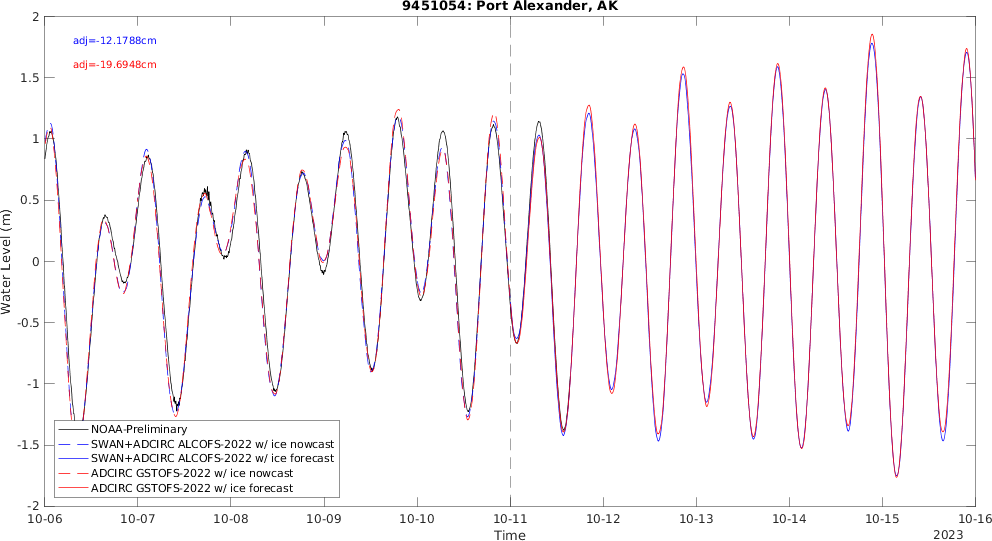 9451054: Port Alexander, AK
adj=-12.1788cm
adj=-19.6948cm
2
1.5
1
0.5
0
-0.5
-1
-1.5
-2
Water Level (m)
NOAA-Preliminary
SWAN+ADCIRC ALCOFS-2022 w/ ice nowcast
SWAN+ADCIRC ALCOFS-2022 w/ ice forecast
ADCIRC GSTOFS-2022 w/ ice nowcast
ADCIRC GSTOFS-2022 w/ ice forecast
10-06 10-07 10-08 10-09 10-10 10-11 10-12 10-13 10-14 10-15 10-16
Time
2023